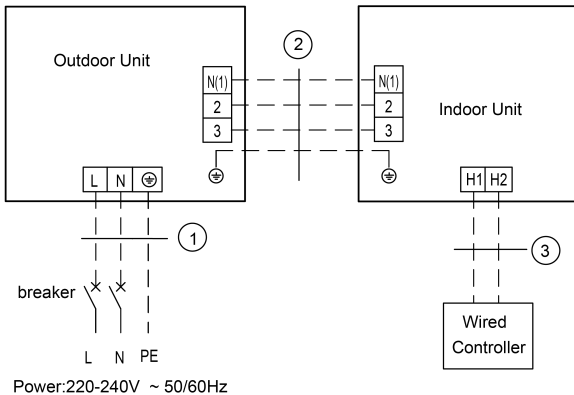 Outdoor Unit
N(1)
2
3
L N
1
breaker
L N PE
Power:220-240V ~ 50/60Hz
2
N(1)
2
3
Indoor Unit
H1 H2
3
Wired
Controller